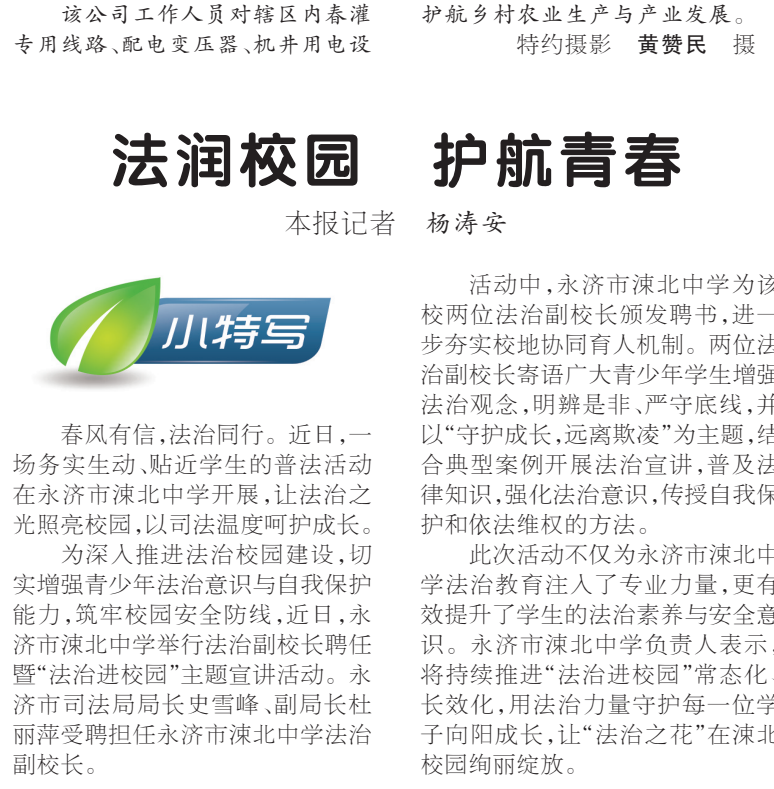 该公司工作人员对辖区内春灌
专用线路、配电变压器、机井用电设
护航乡村农业生产与产业发展。
特约摄影 黄赞民 摄
法润校园 护航青春
本报记者 杨涛安
小特写
春风有信,法治同行。近日,一
场务实生动、贴近学生的普法活动
在永济市涑北中学开展,让法治之
光照亮校园,以司法温度呵护成长。
为深入推进法治校园建设,切
实增强青少年法治意识与自我保护
能力,筑牢校园安全防线,近日,永
济市涑北中学举行法治副校长聘任
暨“法治进校园”主题宣讲活动。永
济市司法局局长史雪峰、副局长杜
丽萍受聘担任永济市涑北中学法治
副校长。
活动中,永济市涑北中学为该
校两位法治副校长颁发聘书,进一
步夯实校地协同育人机制。两位法
治副校长寄语广大青少年学生增强
法治观念,明辨是非、严守底线,并
以“守护成长,远离欺凌”为主题,结
合典型案例开展法治宣讲,普及法
律知识,强化法治意识,传授自我保
护和依法维权的方法。
此次活动不仅为永济市涑北中
学法治教育注入了专业力量,更有
效提升了学生的法治素养与安全意
识。永济市涑北中学负责人表示,
将持续推进“法治进校园”常态化、
长效化,用法治力量守护每一位学
子向阳成长,让“法治之花”在涑北
校园绚丽绽放。